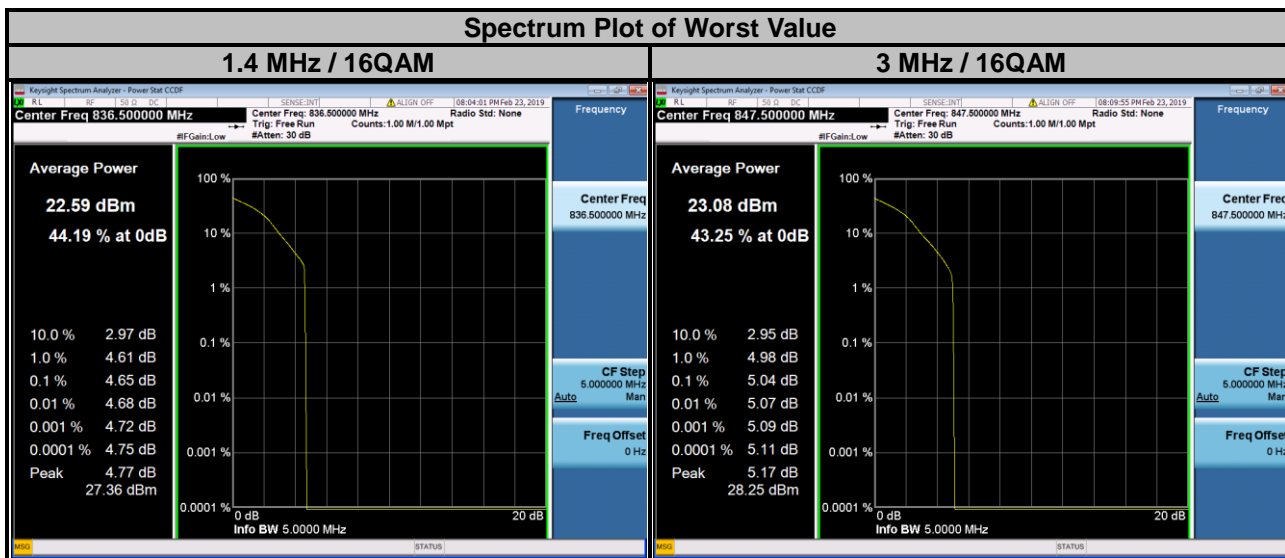 Spectrum Plot of Worst Value
1.4 MHz / 16QAM
Keysight Spectrum Analyzer - Power Stat CCDF
RL RF 50 Ω DC SENSE:INT ALIGN OFF 08:04:01 PM Feb 23, 2019
Center Freq 836.500000 MHz
Center Freq: 836.500000 MHz Radio Std: None
Trig: Free Run Counts:1.00 M/1.00 Mpt
#IFGain:Low #Atten: 30 dB
Frequency
Average Power
22.59 dBm
44.19 % at 0dB
10.0 % 2.97 dB
1.0 % 4.61 dB
0.1 % 4.65 dB
0.01 % 4.68 dB
0.001 % 4.72 dB
0.0001 % 4.75 dB
Peak 4.77 dB
27.36 dBm
100 %
10 %
1 %
0.1 %
0.01 %
0.001 %
0.0001 %
0 dB 20 dB
Info BW 5.0000 MHz
Center Freq
836.500000 MHz
CF Step
5.000000 MHz
Auto Man
Freq Offset
0 Hz
MSG STATUS
3 MHz / 16QAM
Keysight Spectrum Analyzer - Power Stat CCDF
RL RF 50 Ω DC SENSE:INT ALIGN OFF 08:09:55 PM Feb 23, 2019
Center Freq 847.500000 MHz
Center Freq: 847.500000 MHz Radio Std: None
Trig: Free Run Counts:1.00 M/1.00 Mpt
#IFGain:Low #Atten: 30 dB
Frequency
Average Power
23.08 dBm
43.25 % at 0dB
10.0 % 2.95 dB
1.0 % 4.98 dB
0.1 % 5.04 dB
0.01 % 5.07 dB
0.001 % 5.09 dB
0.0001 % 5.11 dB
Peak 5.17 dB
28.25 dBm
100 %
10 %
1 %
0.1 %
0.01 %
0.001 %
0.0001 %
0 dB 20 dB
Info BW 5.0000 MHz
Center Freq
847.500000 MHz
CF Step
5.000000 MHz
Auto Man
Freq Offset
0 Hz
MSG STATUS